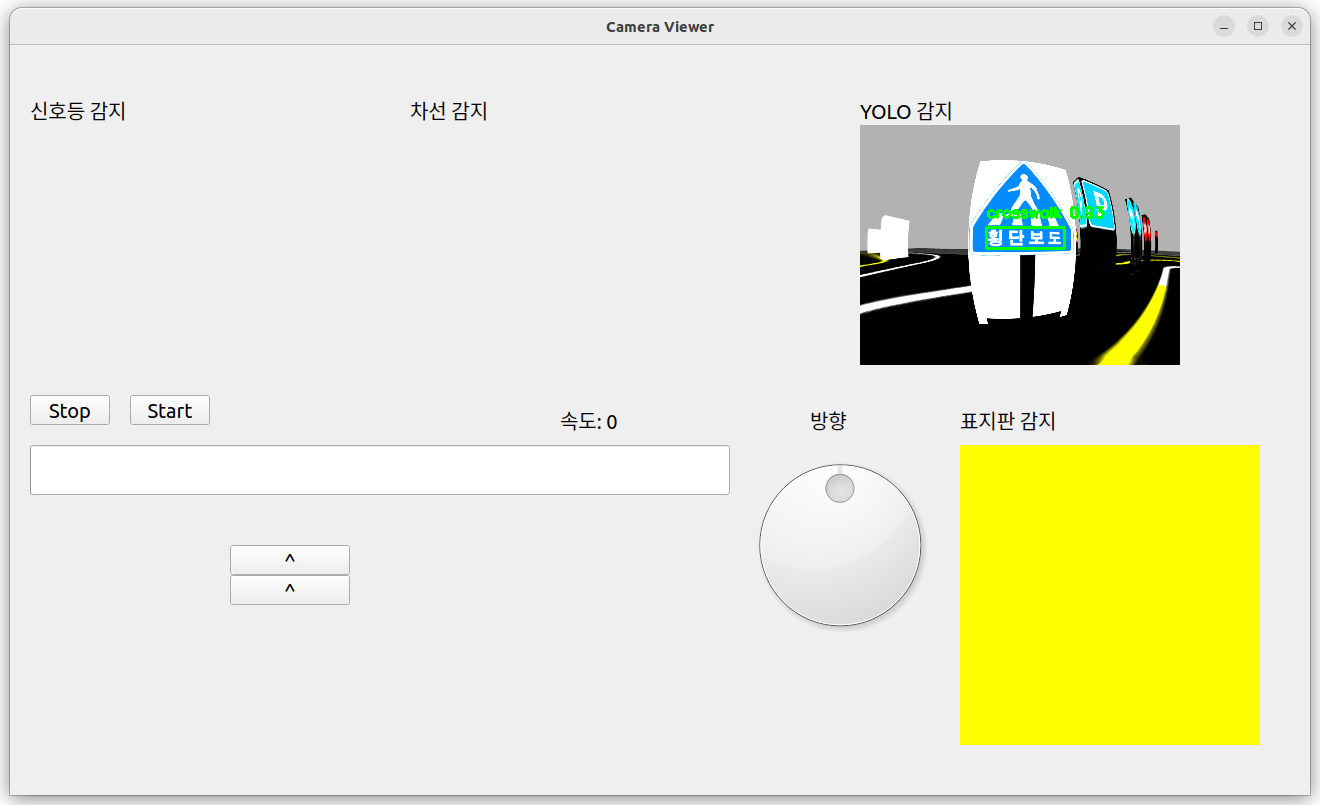 Camera Viewer
신호등 감지
차선 감지
YOLO 감지
crosswalk 0.93
횡단보도
Stop
Start
속도: 0
방향
표지판 감지
^
^